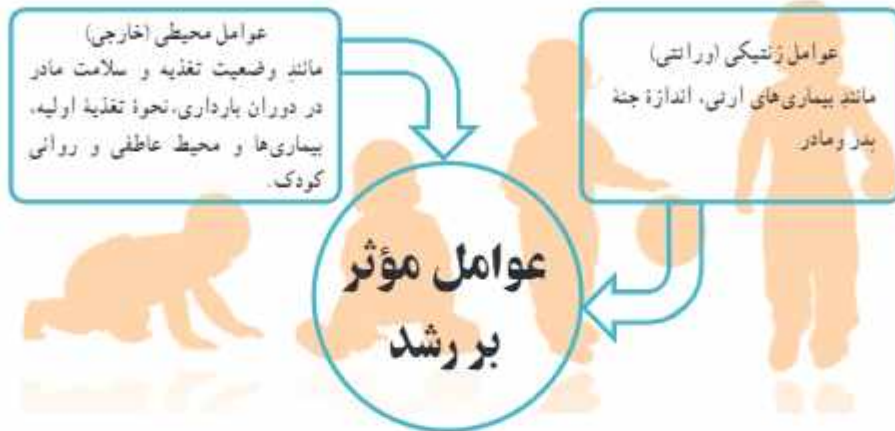 عوامل ژنتیکی (وراثتی)
مانند بیماری‌های ارثی، اندازهٔ جثهٔ
پدر ومادر.
عوامل محیطی (خارجی)
مانندِ وضعیت تغذیه و سلامت مادر
در دوران بارداری،نحوهٔ تغذیهٔ اولیه،
بیماری‌ها و محیط عاطفی و روانی
کودک.
عوامل مؤثر
بر رشد